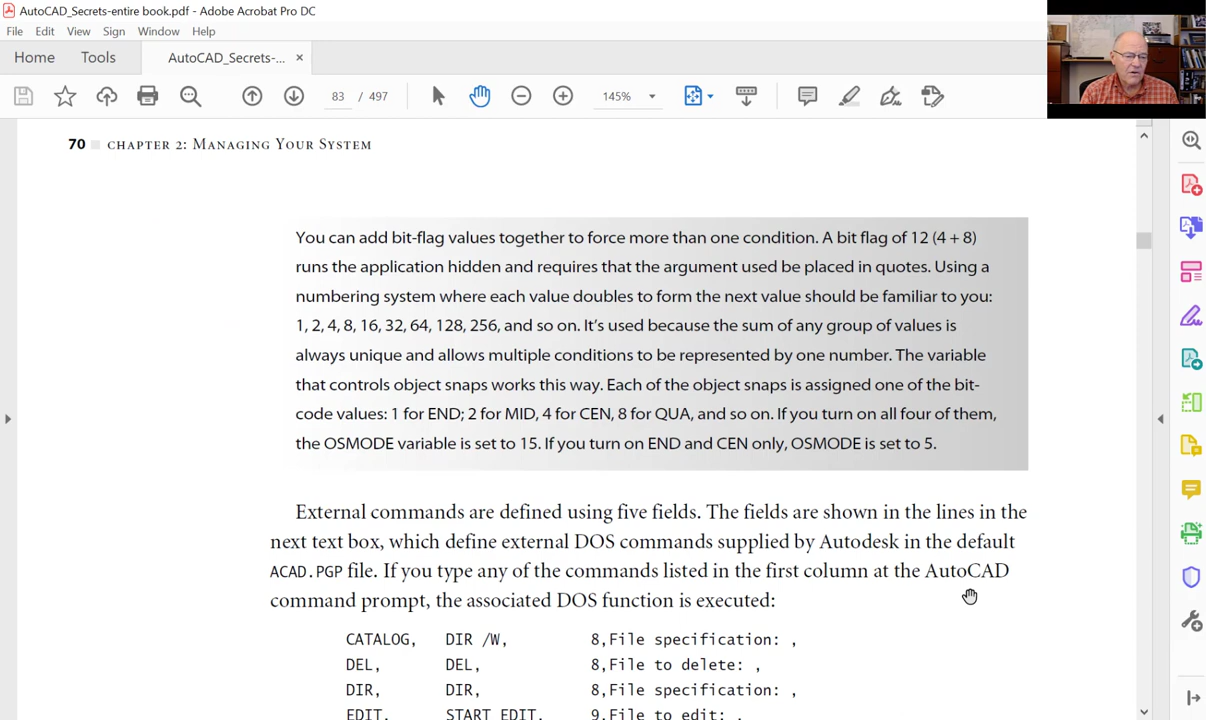 AutoCAD_Secrets-entire book.pdf - Adobe Acrobat Pro DC
File Edit View Sign Window Help
Home Tools AutoCAD_Secrets-... ×
83 / 497 145%
70 CHAPTER 2: MANAGING YOUR SYSTEM
You can add bit-flag values together to force more than one condition. A bit flag of 12 (4 + 8)
runs the application hidden and requires that the argument used be placed in quotes. Using a
numbering system where each value doubles to form the next value should be familiar to you:
1, 2, 4, 8, 16, 32, 64, 128, 256, and so on. It's used because the sum of any group of values is
always unique and allows multiple conditions to be represented by one number. The variable
that controls object snaps works this way. Each of the object snaps is assigned one of the bit-
code values: 1 for END; 2 for MID, 4 for CEN, 8 for QUA, and so on. If you turn on all four of them,
the OSMODE variable is set to 15. If you turn on END and CEN only, OSMODE is set to 5.
External commands are defined using five fields. The fields are shown in the lines in the
next text box, which define external DOS commands supplied by Autodesk in the default
ACAD.PGP file. If you type any of the commands listed in the first column at the AutoCAD
command prompt, the associated DOS function is executed:
CATALOG, DIR /W, 8,File specification: ,
DEL, DEL, 8,File to delete: ,
DIR, DIR, 8,File specification: ,
EDIT, START EDIT, 9,File to edit: ,